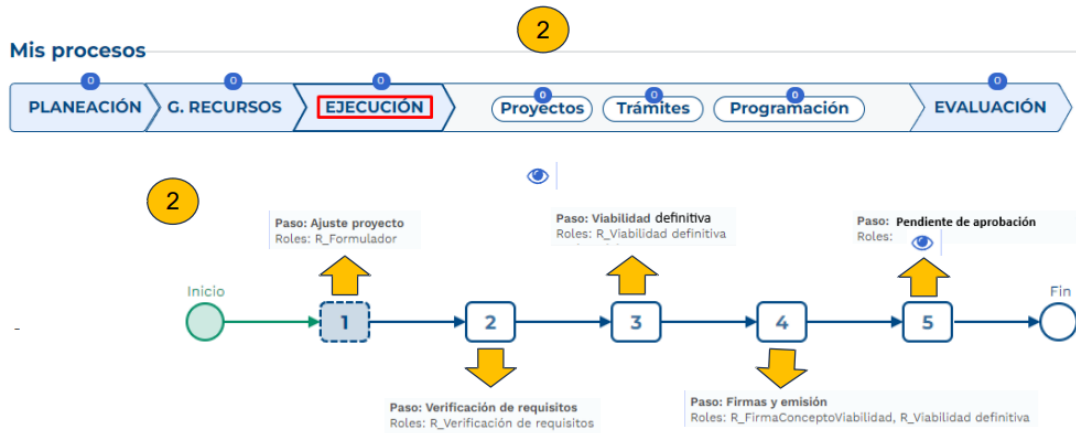 2
Mis procesos
0 0 0 0 0 0 0
PLANEACIÓN G. RECURSOS EJECUCIÓN Proyectos Trámites Programación EVALUACIÓN
2
Paso: Ajuste proyecto
Roles: R_Formulador
Paso: Viabilidad definitiva
Roles: R_Viabilidad definitiva
Paso: Pendiente de aprobación
Roles:
Inicio
Fin
1 2 3 4 5
Paso: Verificación de requisitos
Roles: R_Verificación de requisitos
Paso: Firmas y emisión
Roles: R_FirmaConceptoViabilidad, R_Viabilidad definitiva